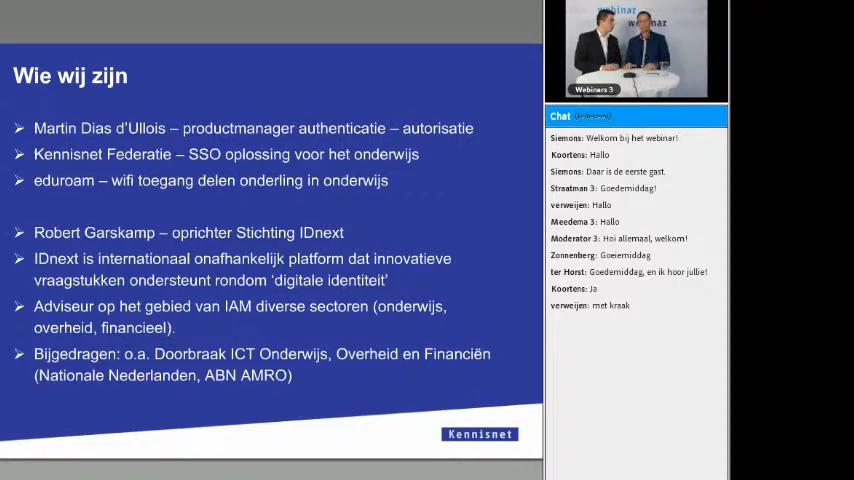 Wie wij zijn
Martin Dias d'Ullois – productmanager authenticatie – autorisatie
Kennisnet Federatie – SSO oplossing voor het onderwijs
eduroam – wifi toegang delen onderling in onderwijs
Robert Garskamp – oprichter Stichting IDnext
IDnext is internationaal onafhankelijk platform dat innovatieve
vraagstukken ondersteunt rondom 'digitale identiteit'
Adviseur op het gebied van IAM diverse sectoren (onderwijs,
overheid, financieel).
Bijgedragen: o.a. Doorbraak ICT Onderwijs, Overheid en Financiën
(Nationale Nederlanden, ABN AMRO)
Kennisnet
webinar
webinar
Webinars 3
Chat (Iedereen)
Siemons: Welkom bij het webinar!
Koortens: Hallo
Siemons: Daar is de eerste gast.
Straatman 3: Goedemiddag!
verweijen: Hallo
Meedema 3: Hallo
Moderator 3: Hoi allemaal, welkom!
Zonnenberg: Goeiemiddag
ter Horst: Goedemiddag, en ik hoor jullie!
Koortens: Ja
verweijen: met kraak